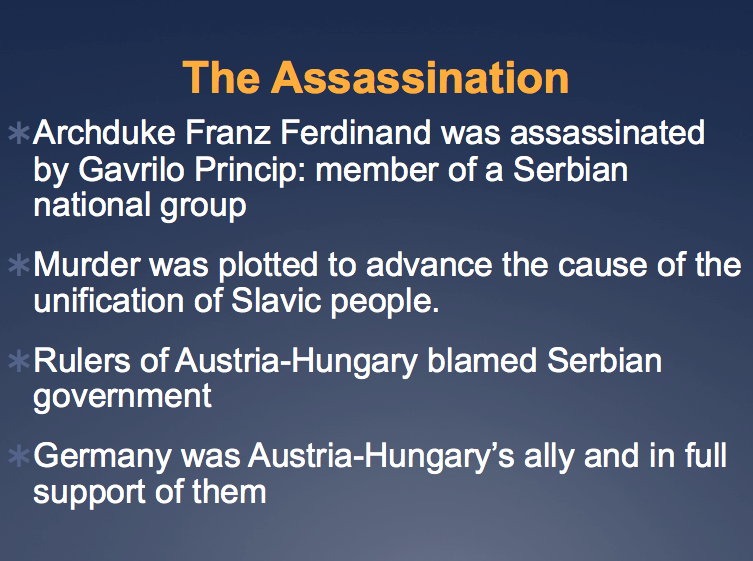 The Assassination
Archduke Franz Ferdinand was assassinated
by Gavrilo Princip: member of a Serbian
national group
Murder was plotted to advance the cause of the
unification of Slavic people.
Rulers of Austria-Hungary blamed Serbian
government
Germany was Austria-Hungary’s ally and in full
support of them